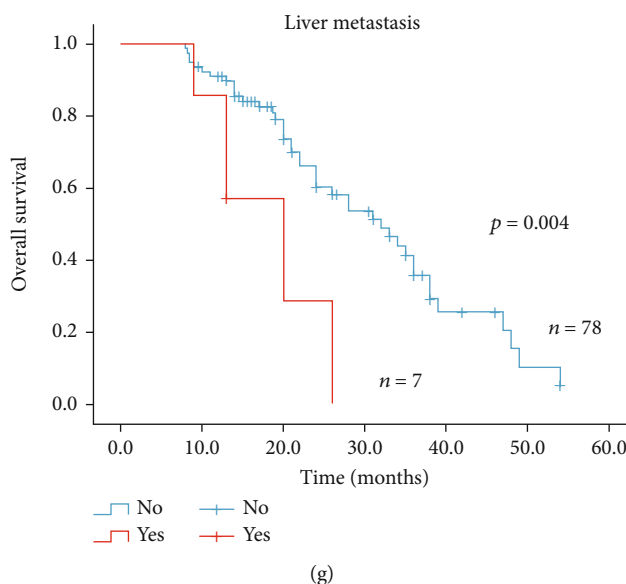 Liver metastasis
1.0
0.8
0.6
0.4
0.2
0.0
Overall survival
p = 0.004
n = 78
n = 7
0.0 10.0 20.0 30.0 40.0 50.0 60.0
Time (months)
No No
Yes Yes
(g)